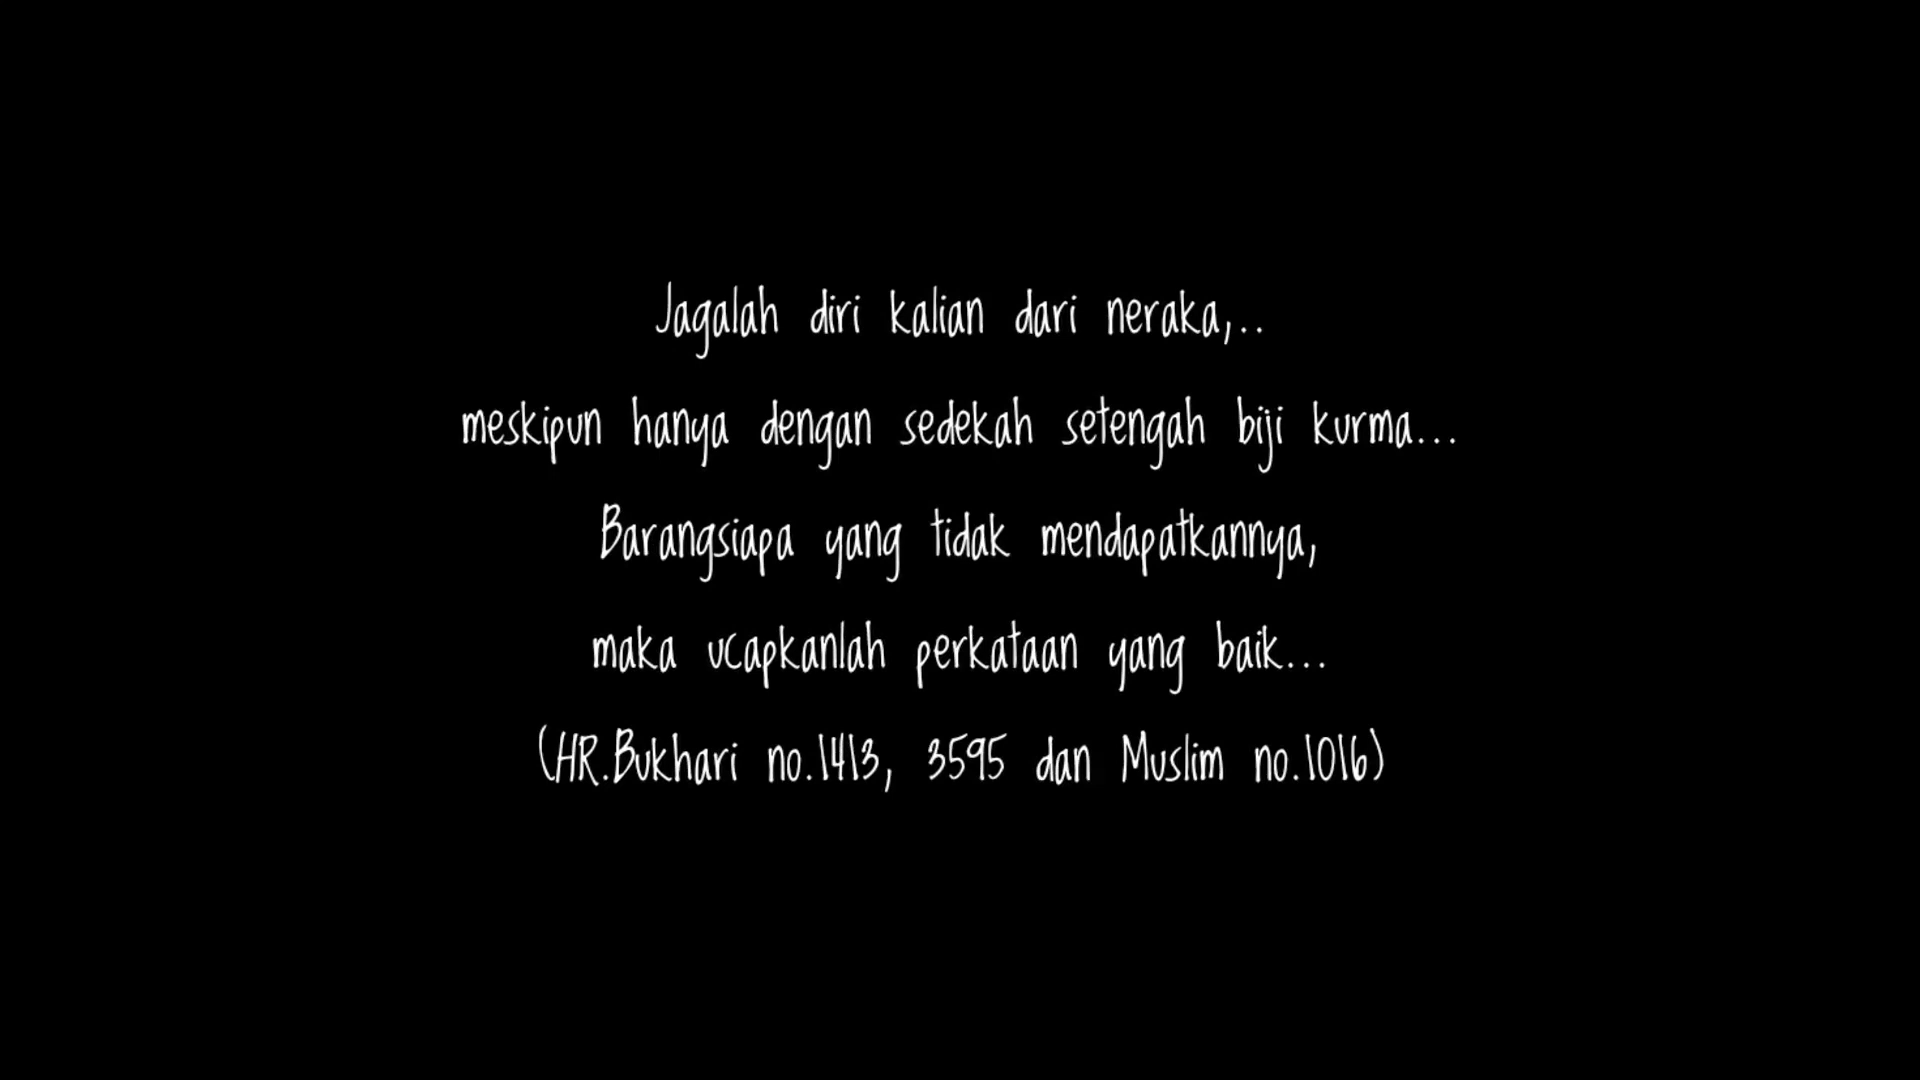 Jagalah diri kalian dari neraka,..
meskipun hanya dengan sedekah setengah biji kurma...
Barangsiapa yang tidak mendapatkannya,
maka ucapkanlah perkataan yang baik...
(HR.Bukhari no.1413, 3595 dan Muslim no.1016)